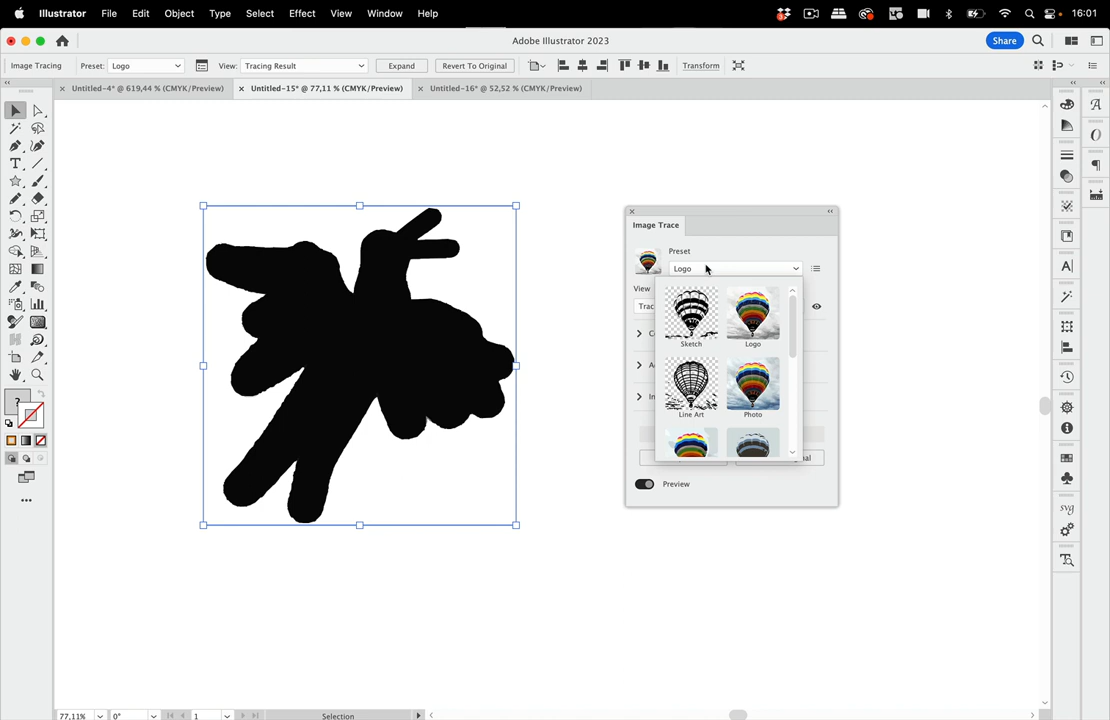 Illustrator File Edit Object Type Select Effect View Window Help 16:01
Adobe Illustrator 2023 Share
Image Tracing Preset: Logo View: Tracing Result Expand Revert To Original Transform
Untitled-4* @ 619,44 % (CMYK/Preview) Untitled-15* @ 77,11 % (CMYK/Preview) Untitled-16* @ 52,52 % (CMYK/Preview)
Image Trace
Preset
Logo
View
Trac
Sketch Logo
Line Art Photo
Preview
77,11% 0° 1 Selection